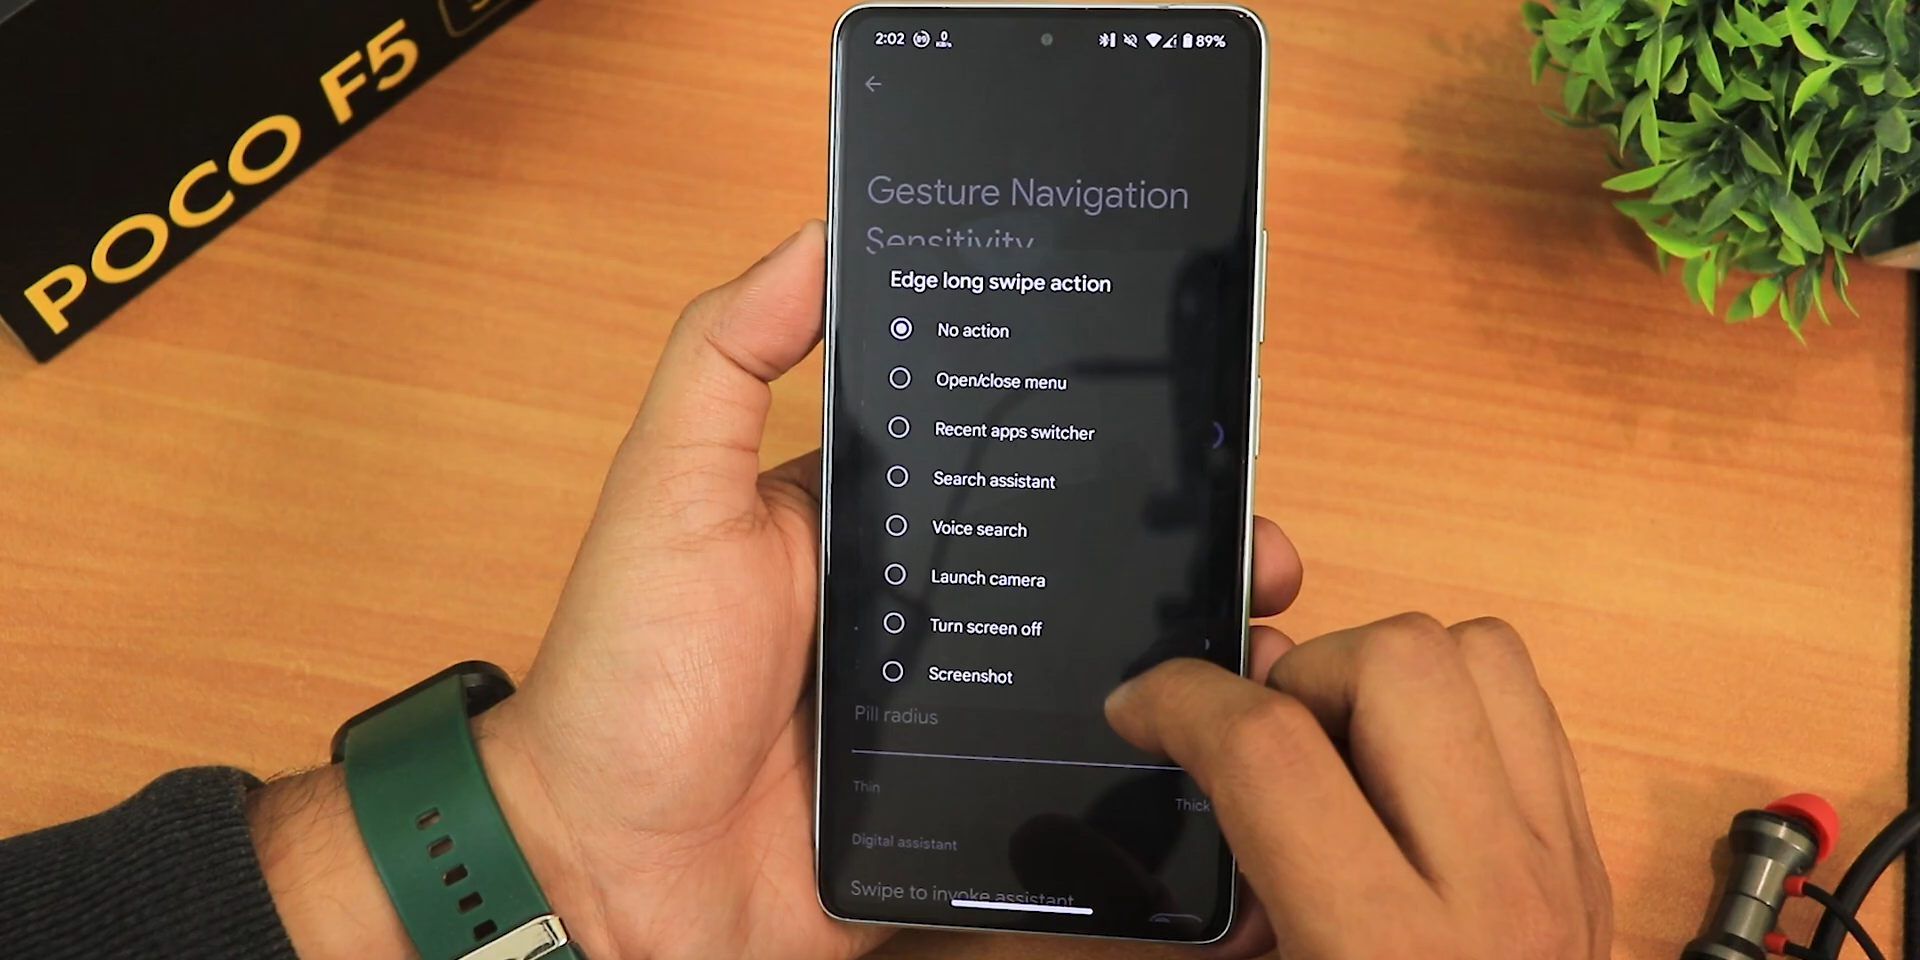 POCO F5
2:02
0
KB/s
89%
Gesture Navigation
Sensitivity
Edge long swipe action
No action
Open/close menu
Recent apps switcher
Search assistant
Voice search
Launch camera
Turn screen off
Screenshot
Pill radius
Thin
Thick
Digital assistant
Swipe to invoke assistant